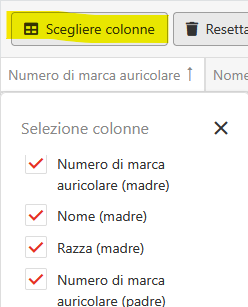 Scegliere colonne
Resetta
Numero di marca auricolare ↑
Nome
Selezione colonne
Numero di marca
auricolare (madre)
Nome (madre)
Razza (madre)
Numero di marca
auricolare (padre)